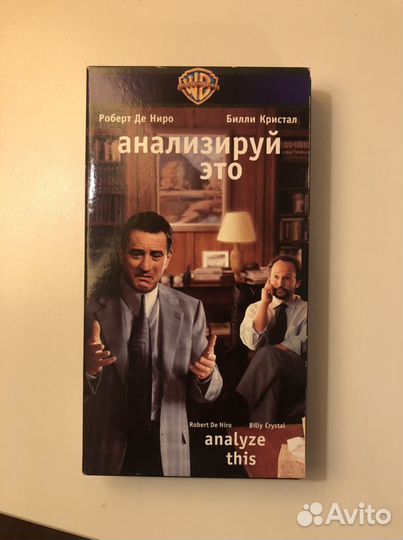 WB
Роберт Де Ниро
Билли Кристал
анализируй
это
Robert De Niro
Billy Crystal
analyze
this
Avito